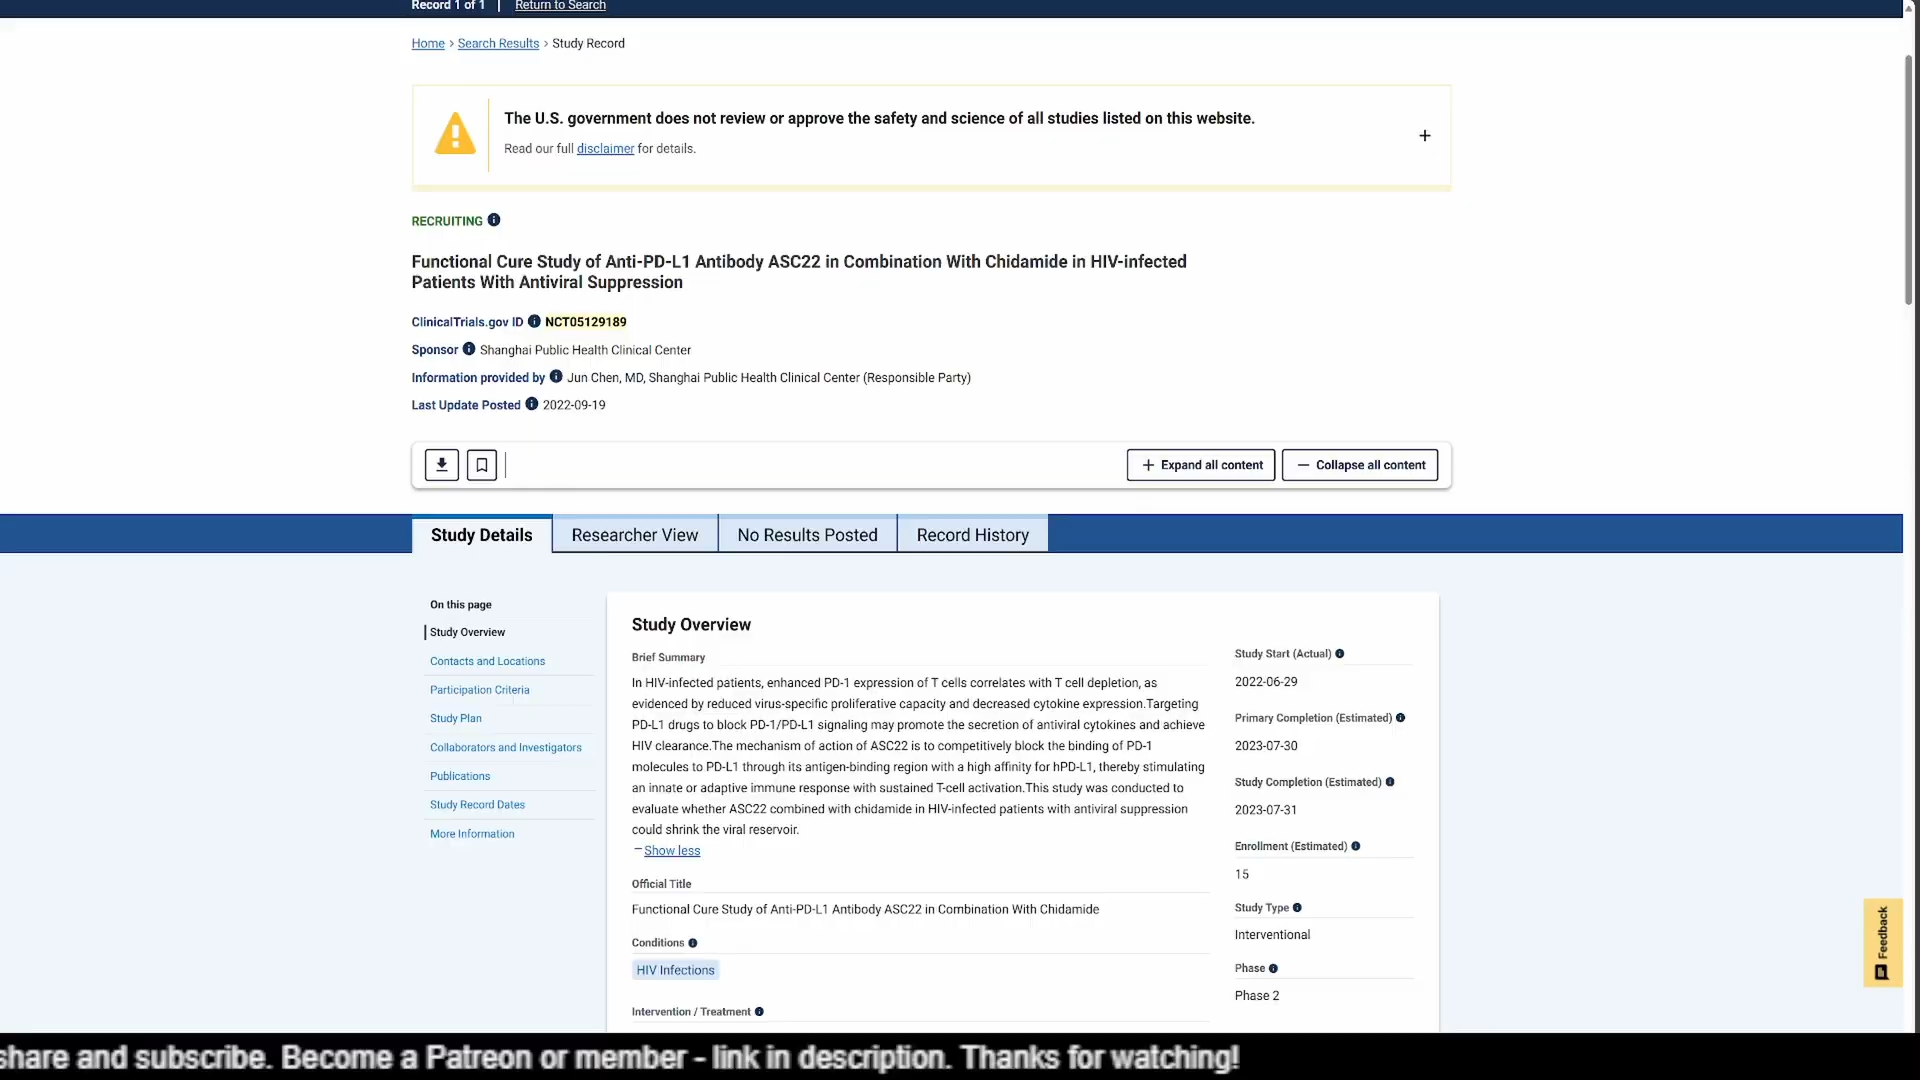 Record 1 of 1 | Return to Search
Home > Search Results > Study Record
The U.S. government does not review or approve the safety and science of all studies listed on this website.
Read our full disclaimer for details.
RECRUITING
Functional Cure Study of Anti-PD-L1 Antibody ASC22 in Combination With Chidamide in HIV-infected
Patients With Antiviral Suppression
ClinicalTrials.gov ID NCT05129189
Sponsor Shanghai Public Health Clinical Center
Information provided by Jun Chen, MD, Shanghai Public Health Clinical Center (Responsible Party)
Last Update Posted 2022-09-19
Expand all content
Collapse all content
Study Details
Researcher View
No Results Posted
Record History
On this page
Study Overview
Contacts and Locations
Participation Criteria
Study Plan
Collaborators and Investigators
Publications
Study Record Dates
More Information
Study Overview
Brief Summary
In HIV-infected patients, enhanced PD-1 expression of T cells correlates with T cell depletion, as
evidenced by reduced virus-specific proliferative capacity and decreased cytokine expression.Targeting
PD-L1 drugs to block PD-1/PD-L1 signaling may promote the secretion of antiviral cytokines and achieve
HIV clearance.The mechanism of action of ASC22 is to competitively block the binding of PD-1
molecules to PD-L1 through its antigen-binding region with a high affinity for hPD-L1, thereby stimulating
an innate or adaptive immune response with sustained T-cell activation.This study was conducted to
evaluate whether ASC22 combined with chidamide in HIV-infected patients with antiviral suppression
could shrink the viral reservoir.
Show less
Official Title
Functional Cure Study of Anti-PD-L1 Antibody ASC22 in Combination With Chidamide
Conditions
HIV Infections
Intervention / Treatment
Study Start (Actual)
2022-06-29
Primary Completion (Estimated)
2023-07-30
Study Completion (Estimated)
2023-07-31
Enrollment (Estimated)
15
Study Type
Interventional
Phase
Phase 2
Feedback
share and subscribe. Become a Patreon or member - link in description. Thanks for watching!